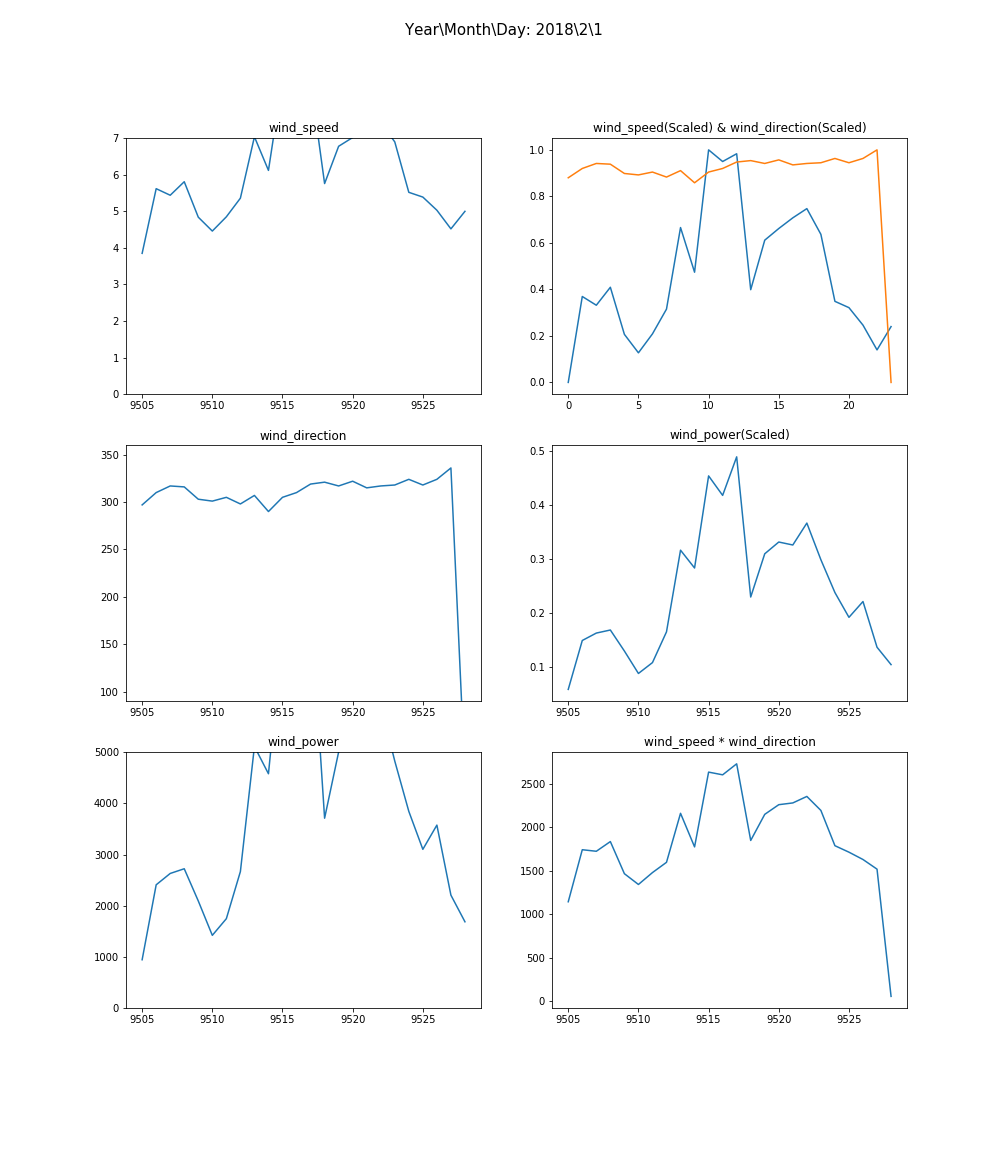 Year\Month\Day: 2018\2\1
wind_speed
7
6
5
4
3
2
1
0
9505 9510 9515 9520 9525
wind_speed(Scaled) & wind_direction(Scaled)
1.0
0.8
0.6
0.4
0.2
0.0
0 5 10 15 20
wind_direction
350
300
250
200
150
100
9505 9510 9515 9520 9525
wind_power(Scaled)
0.5
0.4
0.3
0.2
0.1
9505 9510 9515 9520 9525
wind_power
5000
4000
3000
2000
1000
0
9505 9510 9515 9520 9525
wind_speed * wind_direction
2500
2000
1500
1000
500
0
9505 9510 9515 9520 9525